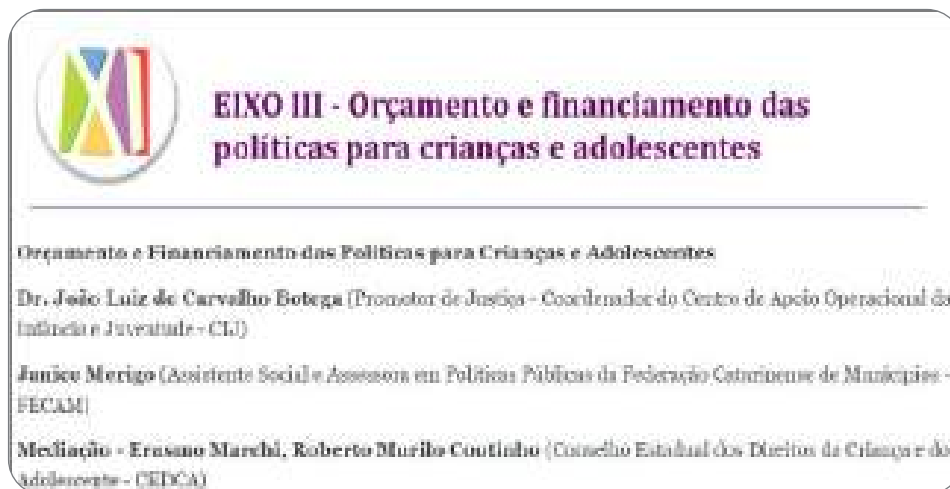 EIXO III - Orçamento e financiamento das
políticas para crianças e adolescentes
Orçamento e Financiamento das Políticas para Crianças e Adolescentes
Dr. João Luiz de Carvalho Botega (Promotor de Justiça - Coordenador do Centro de Apoio Operacional da
Infância e Juventude - CIJ)
Janice Merigo (Assistente Social e Assessora em Políticas Públicas da Federação Catarinense de Municípios -
FECAM)
Mediação - Erasmo Marchi, Roberto Murilo Coutinho (Conselho Estadual dos Direitos da Criança e do
Adolescente - CEDCA)